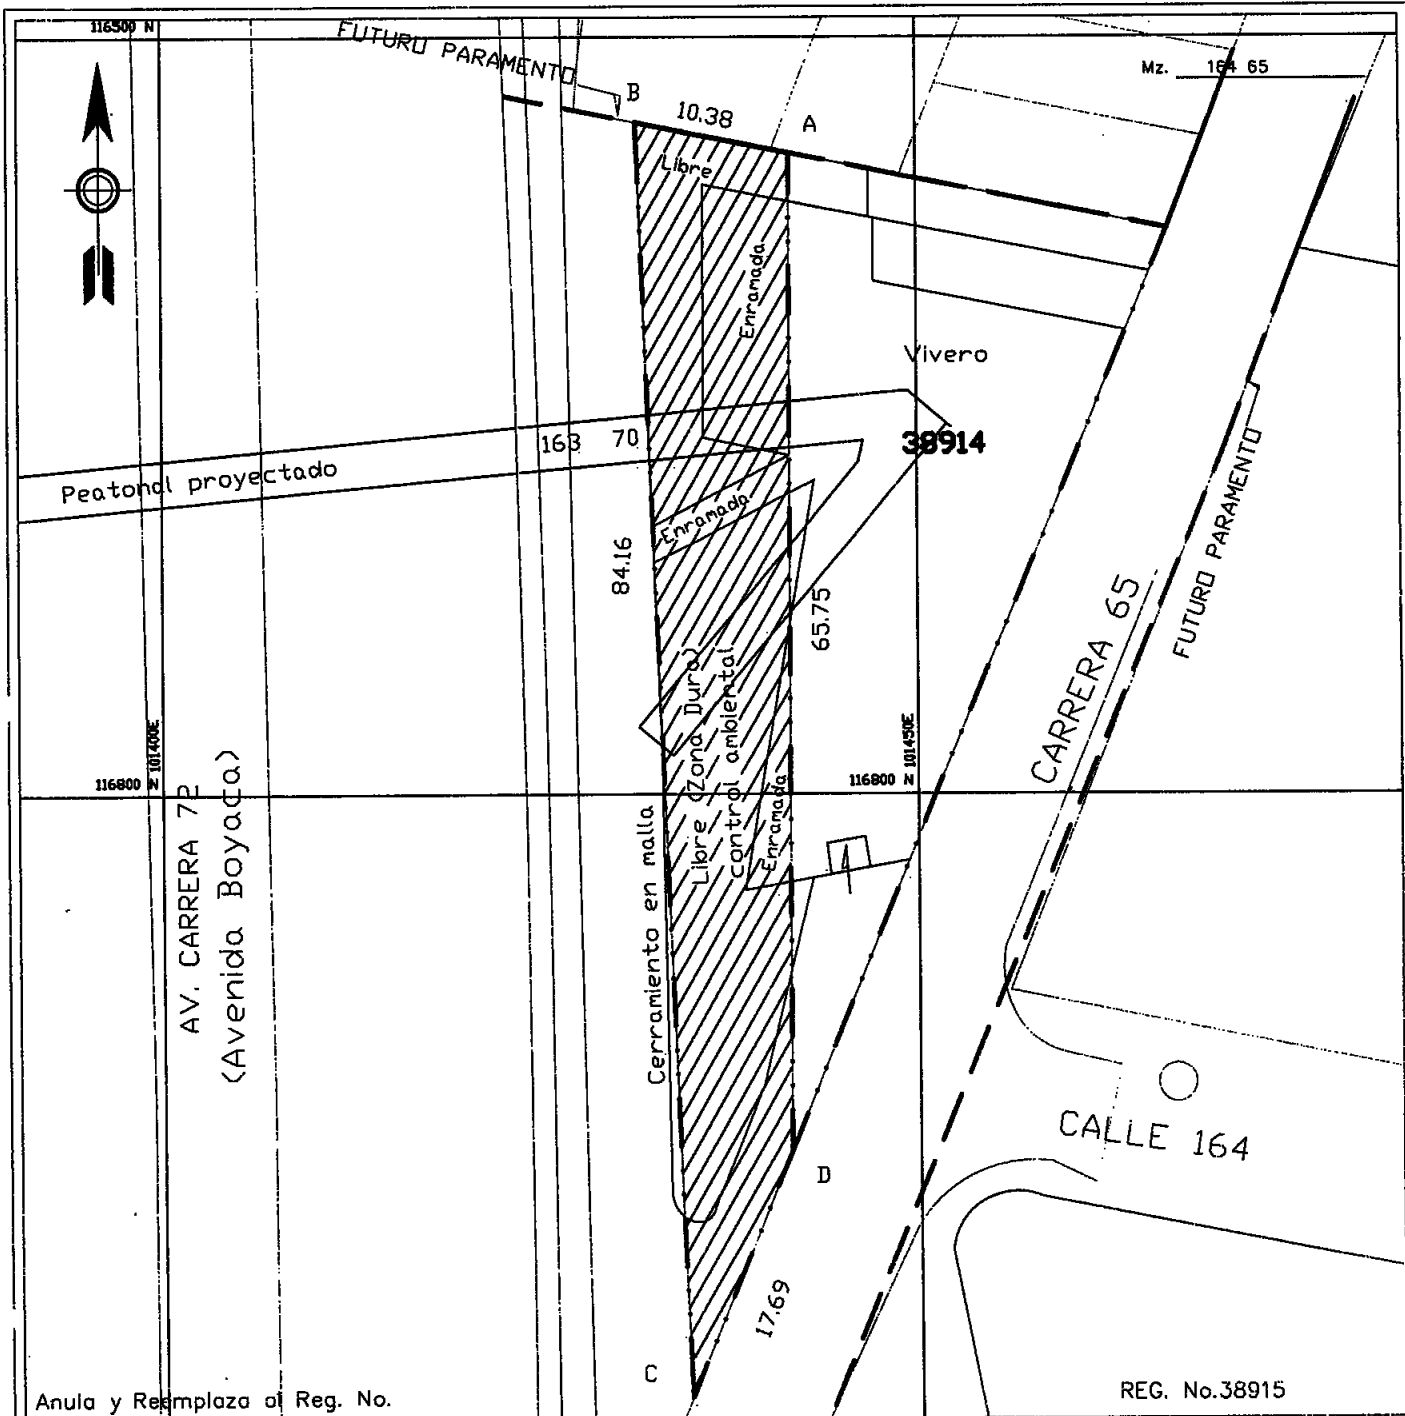 116500 N
FUTURO PARAMENTO
B
10.38
A
Mz. 164 65
Libre
Enramada
Vivero
163 70
38914
Peatonal proyectado
Enramada
84.16
65.75
FUTURO PARAMENTO
CARRERA 65
Libre (Zona Dura)
control ambiental
Enramada
101400E
116800 N
101450E
116800 N
AV. CARRERA 72
(Avenida Boyaca)
Cerramiento en malla
1
CALLE 164
D
17.69
C
Anula y Reemplaza al Reg. No.
REG. No.38915